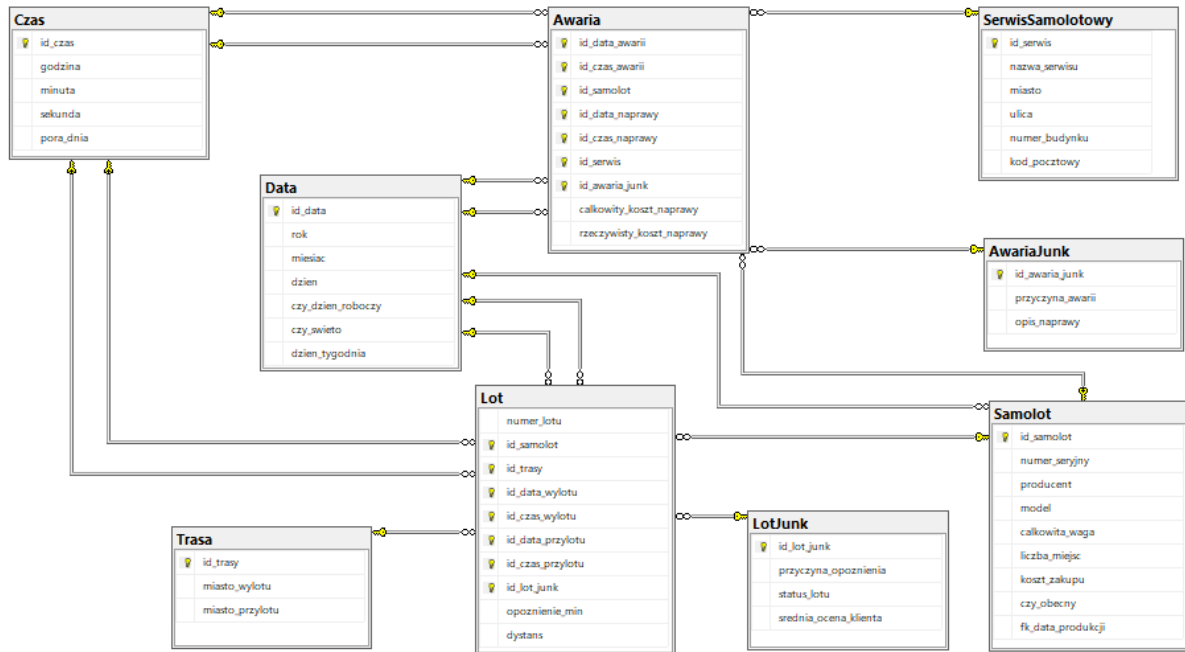 Czas
id_czas
godzina
minuta
sekunda
pora_dnia
Awaria
id_data_awarii
id_czas_awarii
id_samolot
id_data_naprawy
id_czas_naprawy
id_serwis
id_awaria_junk
calkowity_koszt_naprawy
rzeczywisty_koszt_naprawy
SerwisSamolotowy
id_serwis
nazwa_serwisu
miasto
ulica
numer_budynku
kod_pocztowy
Data
id_data
rok
miesiac
dzien
czy_dzien_roboczy
czy_swieto
dzien_tygodnia
AwariaJunk
id_awaria_junk
przyczyna_awarii
opis_naprawy
Lot
numer_lotu
id_samolot
id_trasy
id_data_wylotu
id_czas_wylotu
id_data_przylotu
id_czas_przylotu
id_lot_junk
opoznienie_min
dystans
Samolot
id_samolot
numer_seryjny
producent
model
calkowita_waga
liczba_miejsc
koszt_zakupu
czy_obecny
fk_data_produkcji
Trasa
id_trasy
miasto_wylotu
miasto_przylotu
LotJunk
id_lot_junk
przyczyna_opoznienia
status_lotu
srednia_ocena_klienta